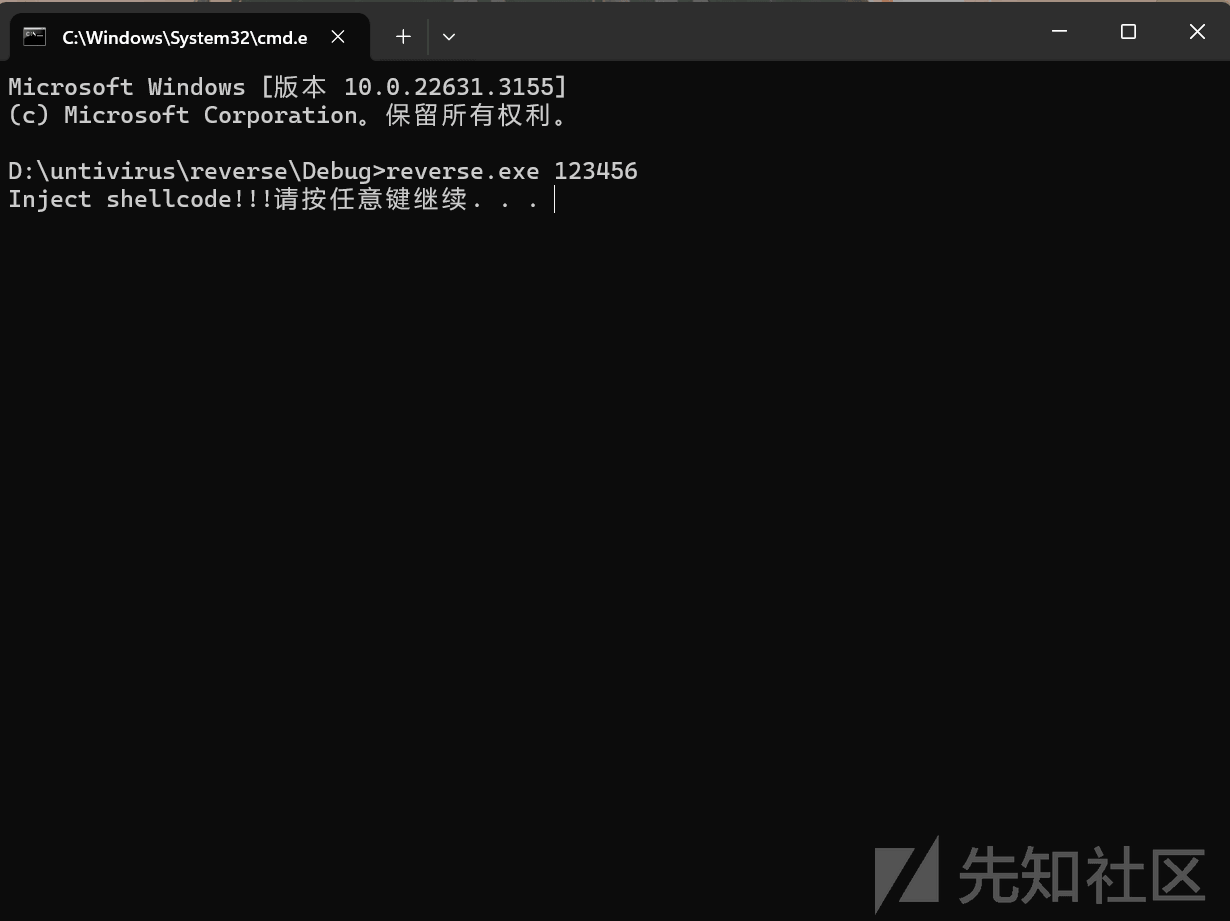 C:\Windows\System32\cmd.e
Microsoft Windows [版本 10.0.22631.3155]
(c) Microsoft Corporation。保留所有权利。
D:\untivirus\reverse\Debug>reverse.exe 123456
Inject shellcode!!!请按任意键继续. . .
先知社区